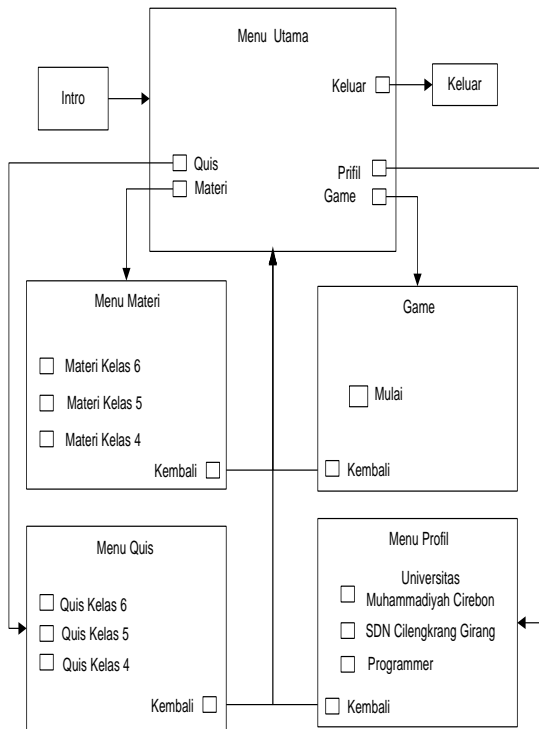 Menu Utama
Intro
Keluar
Keluar
Quis
Materi
Prifil
Game
Menu Materi
Materi Kelas 6
Materi Kelas 5
Materi Kelas 4
Kembali
Game
Mulai
Kembali
Menu Quis
Quis Kelas 6
Quis Kelas 5
Quis Kelas 4
Kembali
Menu Profil
Universitas
Muhammadiyah Cirebon
SDN Cilengkrang Girang
Programmer
Kembali